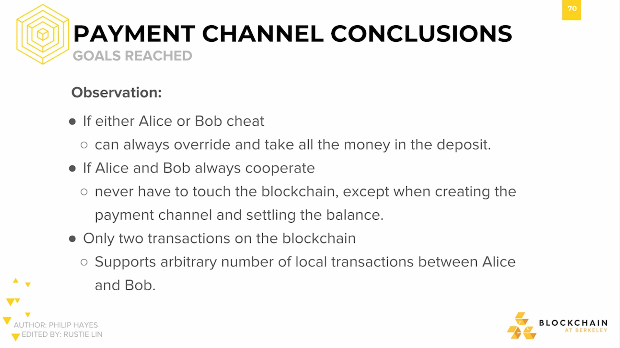 70
PAYMENT CHANNEL CONCLUSIONS
GOALS REACHED
Observation:
● If either Alice or Bob cheat
○ can always override and take all the money in the deposit.
● If Alice and Bob always cooperate
○ never have to touch the blockchain, except when creating the
payment channel and settling the balance.
● Only two transactions on the blockchain
○ Supports arbitrary number of local transactions between Alice
and Bob.
AUTHOR: PHILIP HAYES
EDITED BY: RUSTIE LIN
BLOCKCHAIN
AT BERKELEY